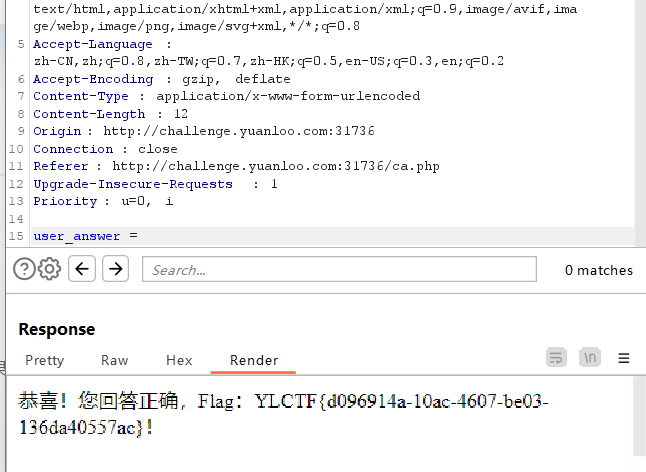 text/html,application/xhtml+xml,application/xml;q=0.9,image/avif,ima
ge/webp,image/png,image/svg+xml,*/*;q=0.8
5 Accept-Language :
zh-CN,zh;q=0.8,zh-TW;q=0.7,zh-HK;q=0.5,en-US;q=0.3,en;q=0.2
6 Accept-Encoding : gzip, deflate
7 Content-Type : application/x-www-form-urlencoded
8 Content-Length : 12
9 Origin : http://challenge.yuanloo.com:31736
10 Connection : close
11 Referer : http://challenge.yuanloo.com:31736/ca.php
12 Upgrade-Insecure-Requests : 1
13 Priority : u=0, i
14
15 user_answer =
Search...
0 matches
Response
Pretty Raw Hex Render
\n
恭喜！您回答正确，Flag：YLCTF{d096914a-10ac-4607-be03-
136da40557ac}！